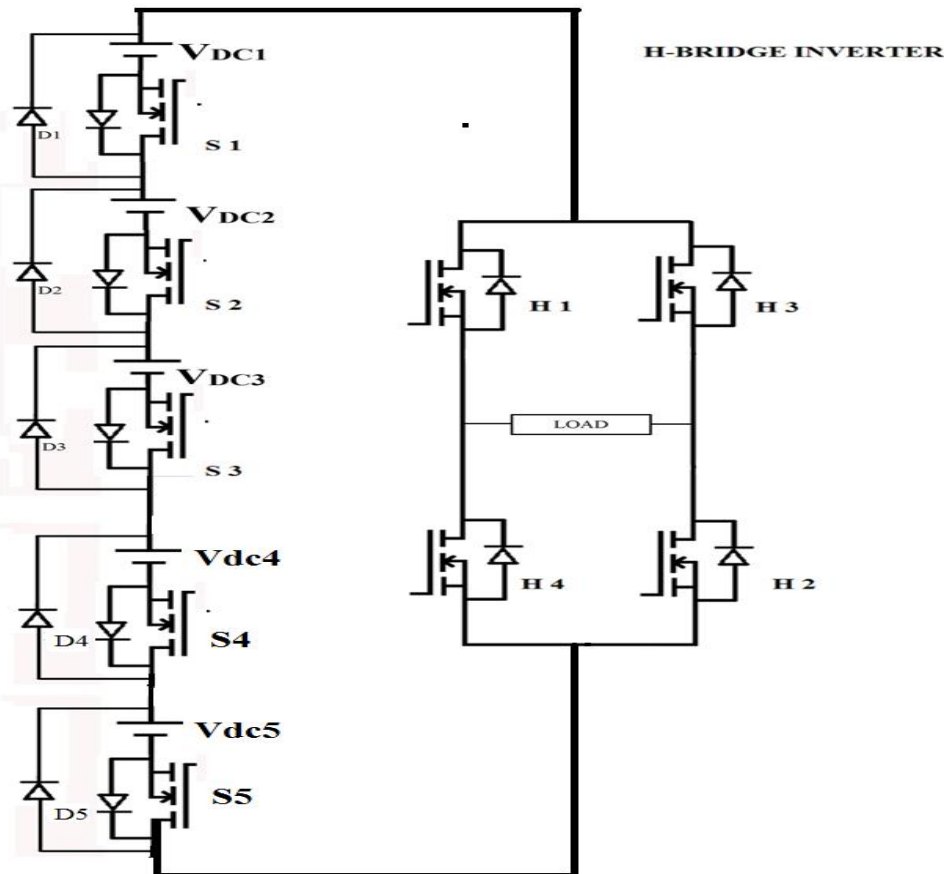 VDC1
H-BRIDGE INVERTER
D1
S 1
VDC2
D2
S 2
H 1
H 3
VDC3
D3
S 3
LOAD
Vdc4
D4
S4
H 4
H 2
Vdc5
D5
S5